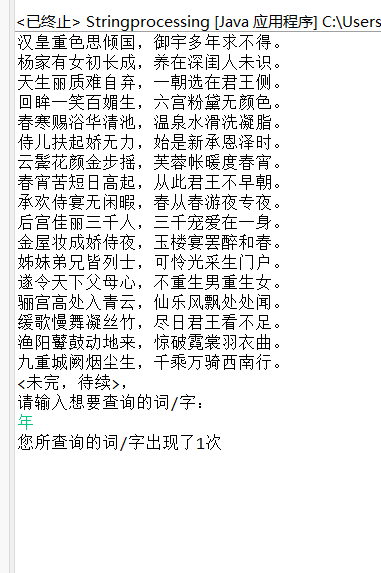 <已终止> Stringprocessing [Java 应用程序] C:\Users
汉皇重色思倾国，御宇多年求不得。
杨家有女初长成，养在深闺人未识。
天生丽质难自弃，一朝选在君王侧。
回眸一笑百媚生，六宫粉黛无颜色。
春寒赐浴华清池，温泉水滑洗凝脂。
侍儿扶起娇无力，始是新承恩泽时。
云鬓花颜金步摇，芙蓉帐暖度春宵。
春宵苦短日高起，从此君王不早朝。
承欢侍宴无闲暇，春从春游夜专夜。
后宫佳丽三千人，三千宠爱在一身。
金屋妆成娇侍夜，玉楼宴罢醉和春。
姊妹弟兄皆列士，可怜光采生门户。
遂令天下父母心，不重生男重生女。
骊宫高处入青云，仙乐风飘处处闻。
缓歌慢舞凝丝竹，尽日君王看不足。
渔阳鼙鼓动地来，惊破霓裳羽衣曲。
九重城阙烟尘生，千乘万骑西南行。
<未完，待续>，
请输入想要查询的词/字：
年
您所查询的词/字出现了1次